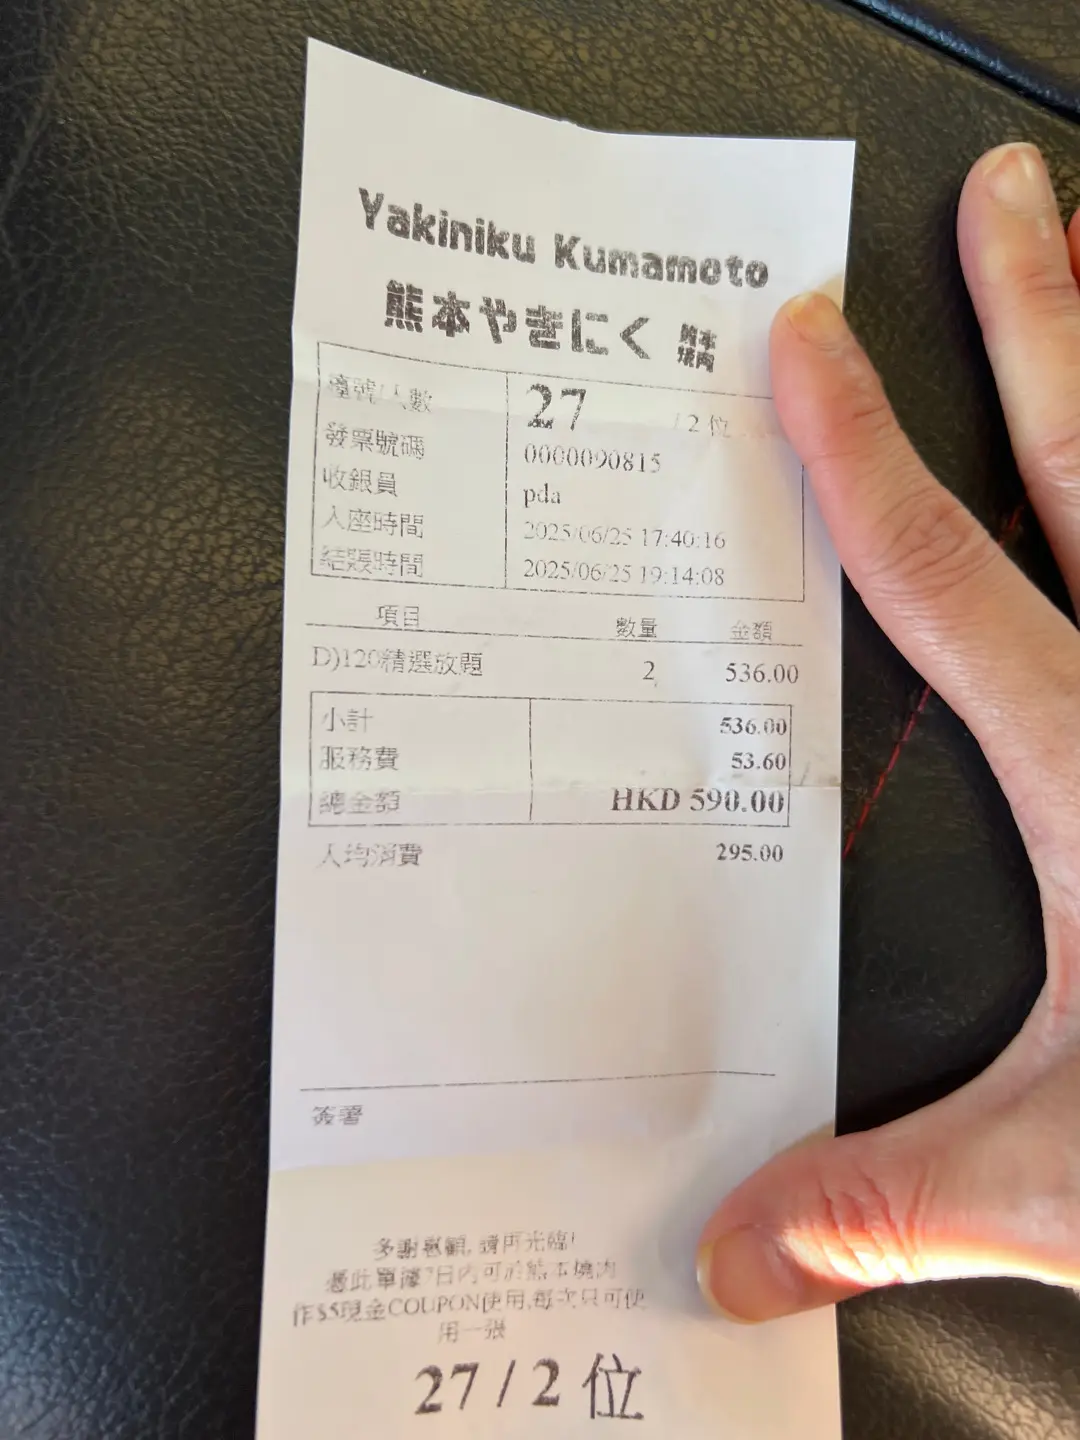 Yakiniku Kumamoto
熊本やきにく 熊本燒肉
檯號/人數 27 / 2 位
發票號碼 0000090815
收銀員 pda
入座時間 2025/06/25 17:40:16
結賬時間 2025/06/25 19:14:08
項目 數量 金額
D)120精選放題 2 536.00
小計 536.00
服務費 53.60
總金額 HKD 590.00
人均消費 295.00
簽署
多謝惠顧, 請再光臨!
憑此單據7日內可於熊本燒肉
作$5現金COUPON使用,每次只可使
用一張
27 / 2 位